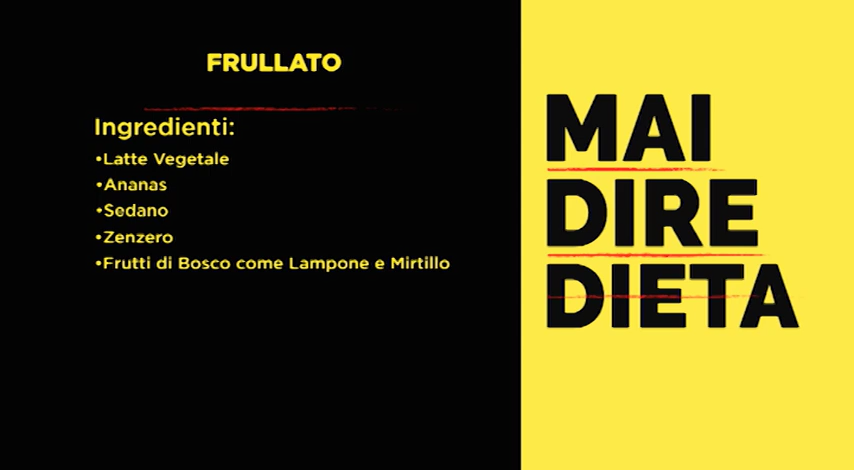 FRULLATO
Ingredienti:
•Latte Vegetale
•Ananas
•Sedano
•Zenzero
•Frutti di Bosco come Lampone e Mirtillo
MAI
DIRE
DIETA